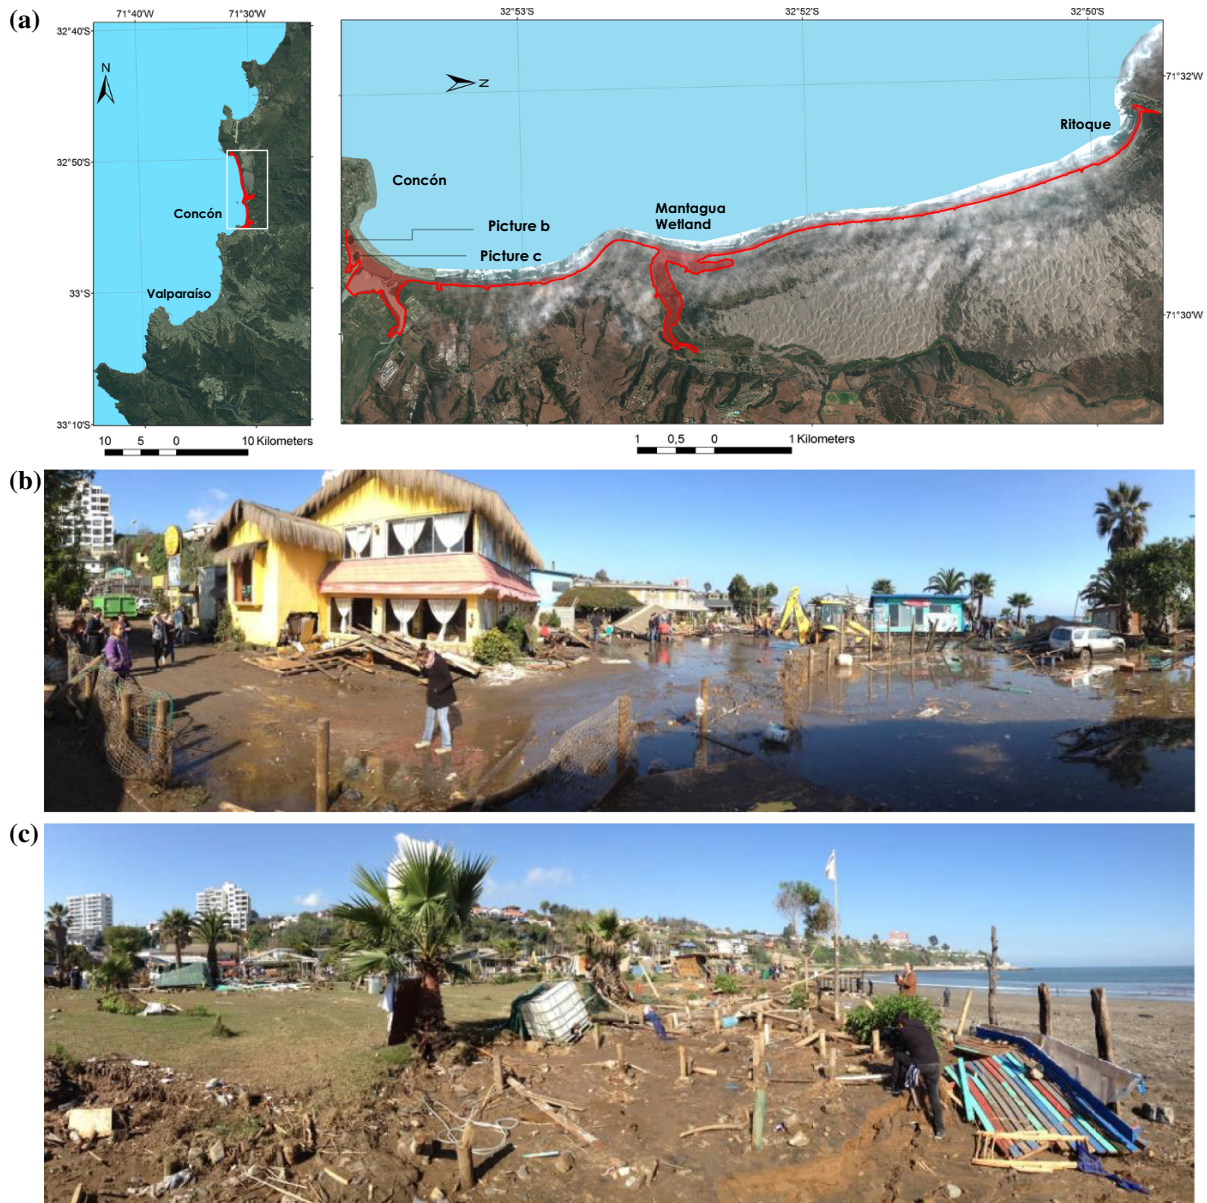 (a)
71°40'W
71°30'W
32°40'S
N
32°50'S
Concón
Valparaíso
33°S
33°10'S
10
5
0
10 Kilometers
32°53'S
32°52'S
32°50'S
N
71°32'W
Ritoque
Concón
Mantagua
Wetland
Picture b
Picture c
71°30'W
1
0,5
0
1 Kilometers
(b)
(c)